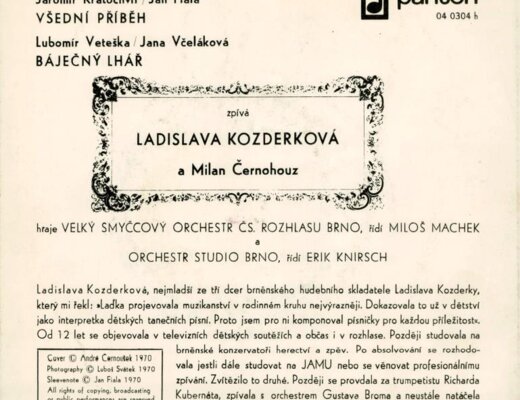 Jaromír Kratochvíl / Jan Fiala
VŠEDNÍ PŘÍBĚH
panton
04 0304 h
Lubomír Veteška / Jana Včeláková
BÁJEČNÝ LHÁŘ
zpívá
LADISLAVA KOZDERKOVÁ
a Milan Černohouz
hraje VELKÝ SMYČCOVÝ ORCHESTR ČS. ROZHLASU BRNO, řídí MILOŠ MACHEK
a
ORCHESTR STUDIO BRNO, řídí ERIK KNIRSCH
Ladislava Kozderková, nejmladší ze tří dcer brněnského hudebního skladatele Ladislava Kozderky,
který mi řekl: »Laďka projevovala muzikanství v rodinném kruhu nejvýrazněji. Dokazovala to už v dětství
jako interpretka dětských tanečních písní. Proto jsem pro ni komponoval písničky pro každou příležitost«.
Od 12 let se objevovala v televizních dětských soutěžích a občas i v rozhlase. Později studovala na
brněnské konzervatoři herectví a zpěv. Po absolvování se rozhodo-
vala jestli dále studovat na JAMU nebo se věnovat profesionálnímu
zpívání. Zvítězilo to druhé. Později se provdala za trumpetistu Richarda
Kubernáta, zpívala s orchestrem Gustava Broma a neustále natáčela
Cover © André Černoušek 1970
Photography © Luboš Svátek 1970
Sleevenote © Jan Fiala 1970
All rights of copying, broadcasting
or public performances are reserved